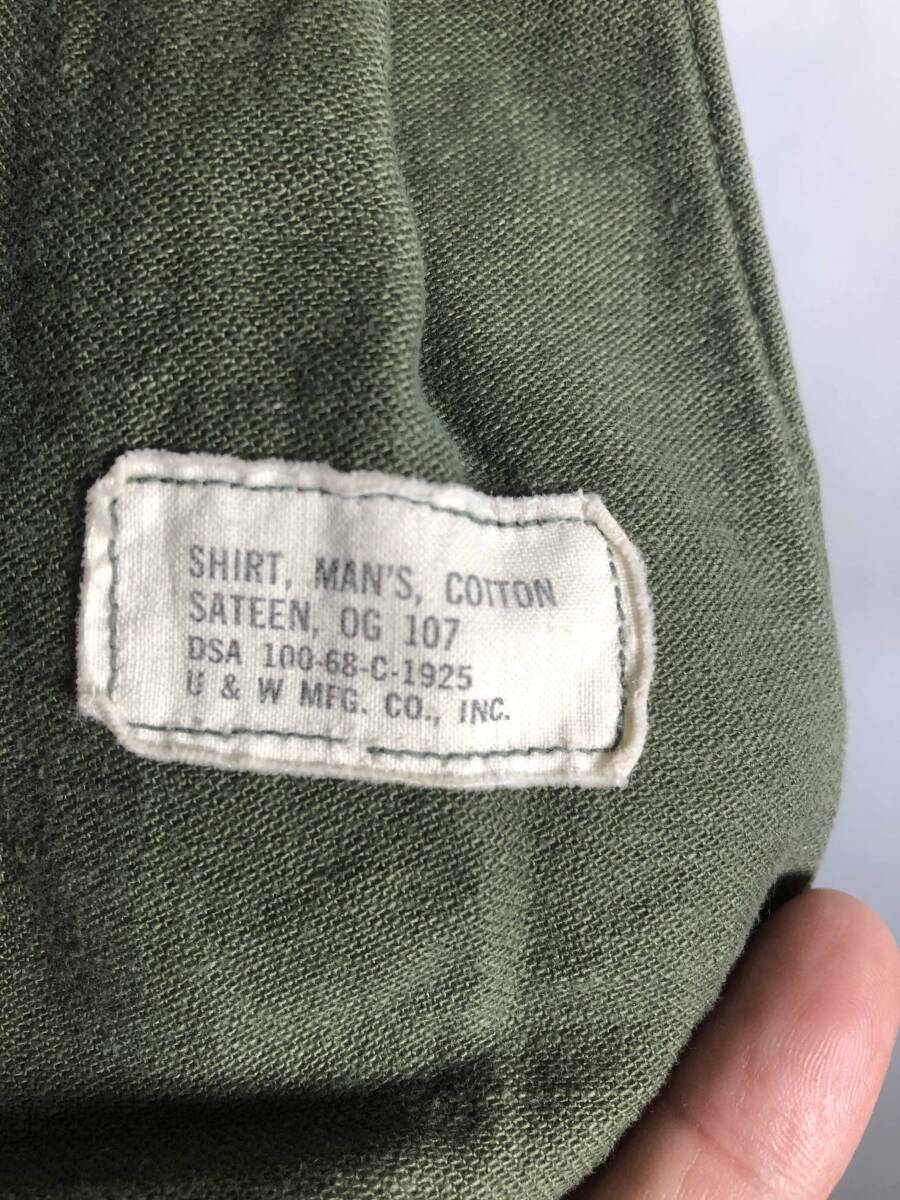 SHIRT, MAN'S, COTTON
SATEEN, OG 107
DSA 100-68-C-1925
U & W MFG. CO., INC.